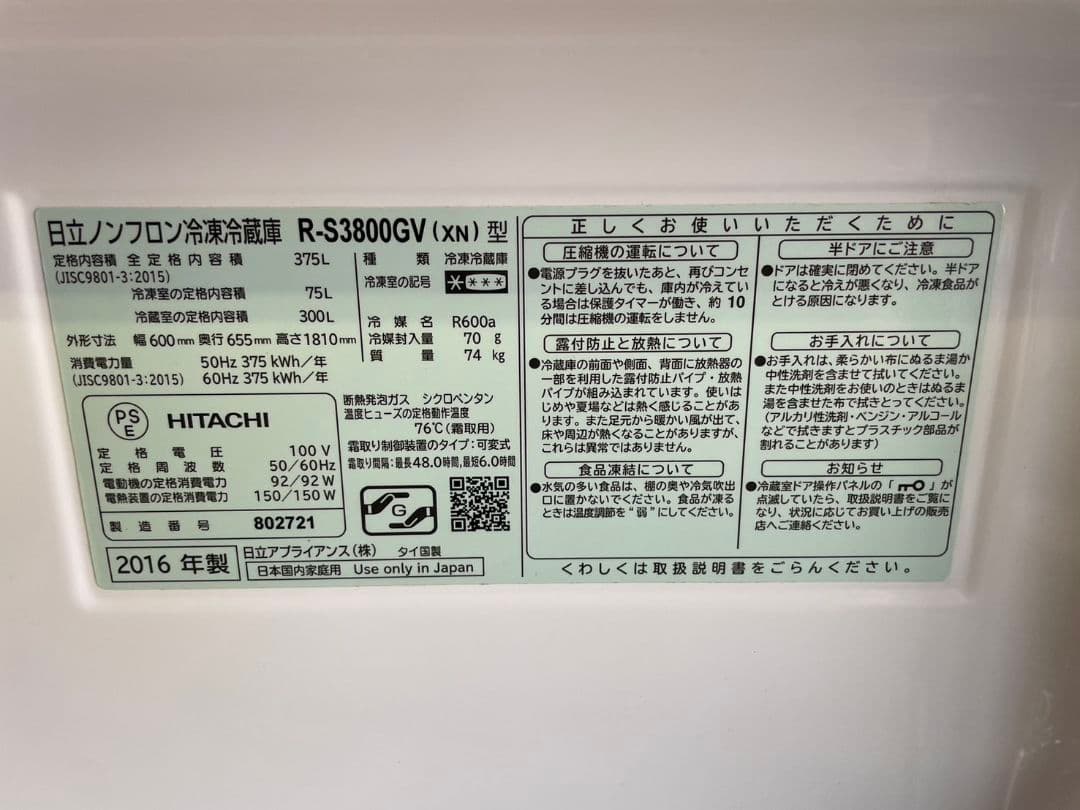 日立ノンフロン冷凍冷蔵庫 R-S3800GV(XN) 型
定格内容積 全定格内容積 375L
(JISC9801-3:2015)
冷凍室の定格内容積 75L
冷蔵室の定格内容積 300L
外形寸法 幅600mm 奥行655mm 高さ1810mm
消費電力量 50Hz 375 kWh/年
(JISC9801-3:2015) 60Hz 375 kWh/年
種類 冷凍冷蔵庫
冷凍室の記号 ****
冷媒名 R600a
冷媒封入量 70 g
質量 74 kg
PS
E
HITACHI
定格電圧 100 V
定格周波数 50/60Hz
電動機の定格消費電力 92/92 W
電熱装置の定格消費電力 150/150 W
製造番号 802721
断熱発泡ガス シクロペンタン
温度ヒューズの定格動作温度
76℃(霜取用)
霜取り制御装置のタイプ:可変式
霜取り間隔:最長48.0時間,最短6.0時間
G
2016 年製
日立アプライアンス(株) タイ国製
日本国内家庭用 Use only in Japan
正しくお使いいただくために
圧縮機の運転について
●電源プラグを抜いたあと、再びコンセ
ントに差し込んでも、庫内が冷えてい
る場合は保護タイマーが働き、約 10
分間は圧縮機の運転をしません。
露付防止と放熱について
●冷蔵庫の前面や側面、背面に放熱器の
一部を利用した露付防止パイプ・放熱
パイプが組み込まれています。使いは
じめや夏場などは熱く感じることがあ
ります。また足元から暖かい風が出て、
床や周辺が熱くなることがありますが、
これらは異常ではありません。
食品凍結について
●水気の多い食品は、棚の奥や冷気吹出
口に置かないでください。食品が凍る
ときは温度調節を“弱”にしてください。
半ドアにご注意
●ドアは確実に閉めてください。半ドア
になると冷えが悪くなり、冷凍食品が
とける原因になります。
お手入れについて
●お手入れは、柔らかい布にぬるま湯か
中性洗剤を含ませて拭いてください。
また中性洗剤をお使いのときはぬるま
湯を含ませた布で拭きとってください。
(アルカリ性洗剤・ベンジン・アルコール
などで拭きますとプラスチック部品が
割れることがあります)
お知らせ
●冷蔵室ドア操作パネルの「」が
点滅していたら、取扱説明書をご覧に
なり、状況に応じてお買い上げの販売
店へご連絡ください。
くわしくは取扱説明書をごらんください。